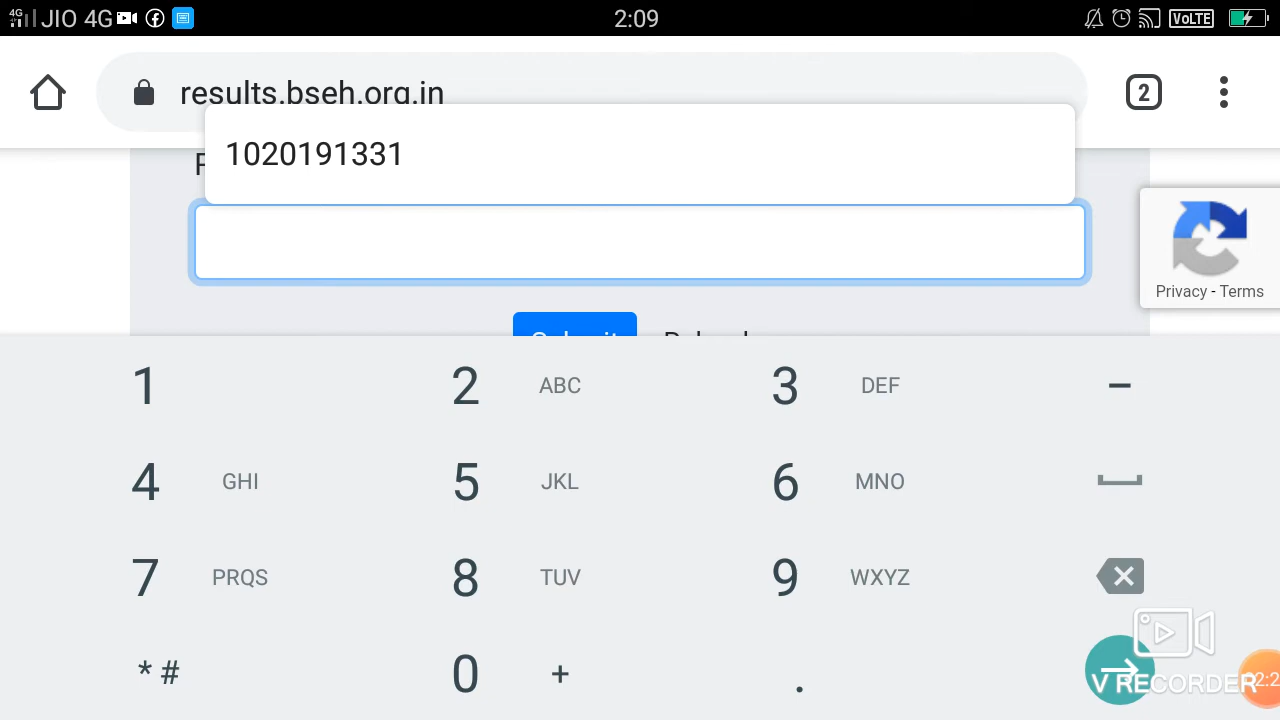 4G JIO 4G 2:09 VoLTE
results.bseh.org.in 2
1020191331
Privacy - Terms
1 2 ABC 3 DEF –
4 GHI 5 JKL 6 MNO
7 PRQS 8 TUV 9 WXYZ
* # 0 + .
V RECORDER